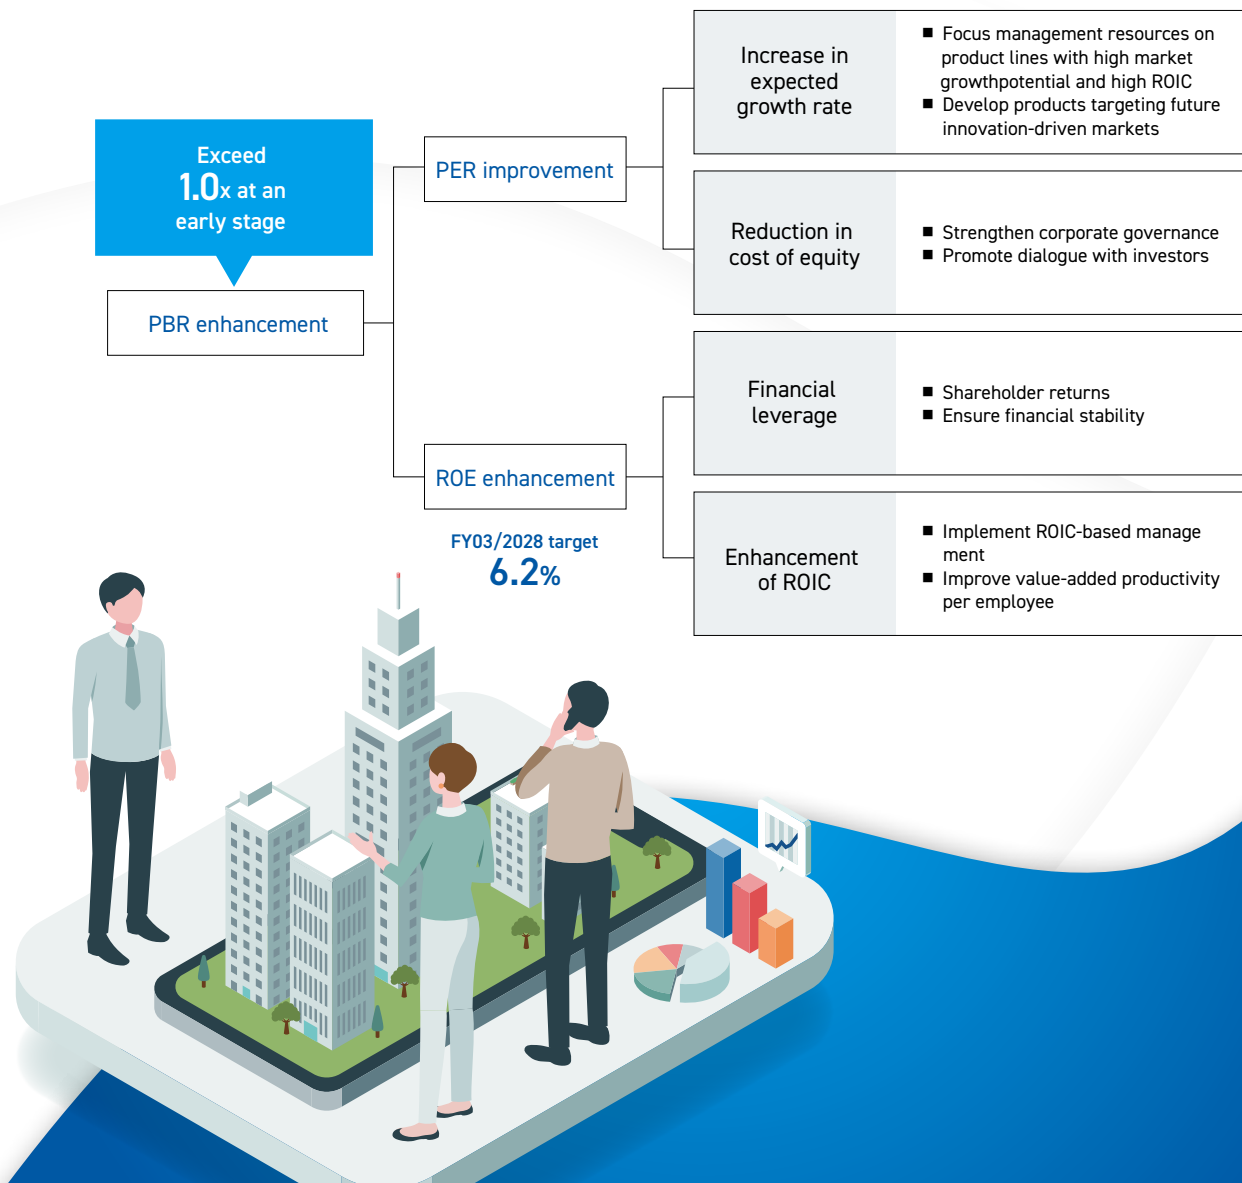 Exceed
1.0x at an
early stage
PBR enhancement
PER improvement
ROE enhancement
FY03/2028 target
6.2%
Increase in
expected
growth rate
■ Focus management resources on
product lines with high market
growthpotential and high ROIC
■ Develop products targeting future
innovation-driven markets
Reduction in
cost of equity
■ Strengthen corporate governance
■ Promote dialogue with investors
Financial
leverage
■ Shareholder returns
■ Ensure financial stability
Enhancement
of ROIC
■ Implement ROIC-based manage
ment
■ Improve value-added productivity
per employee